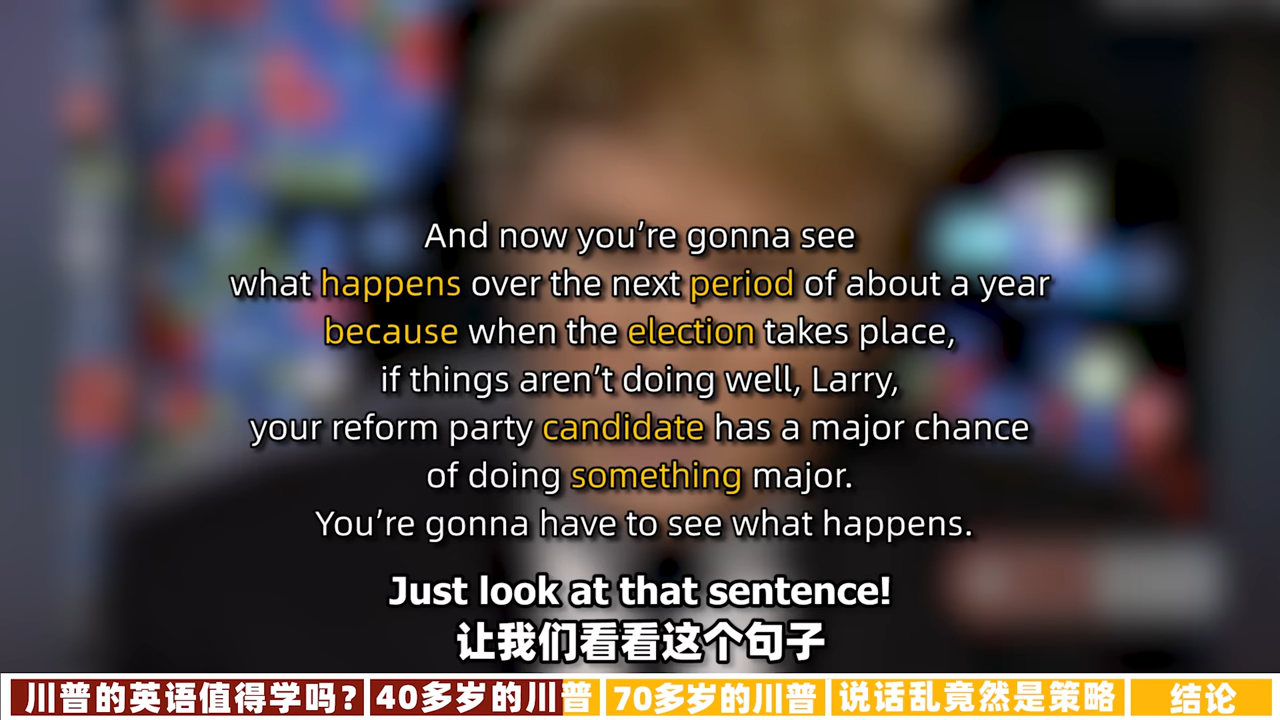 And now you're gonna see
what happens over the next period of about a year
because when the election takes place,
if things aren't doing well, Larry,
your reform party candidate has a major chance
of doing something major.
You're gonna have to see what happens.
Just look at that sentence!
让我们看看这个句子
川普的英语值得学吗?
40多岁的川普
70多岁的川普
说话乱竟然是策略
结论